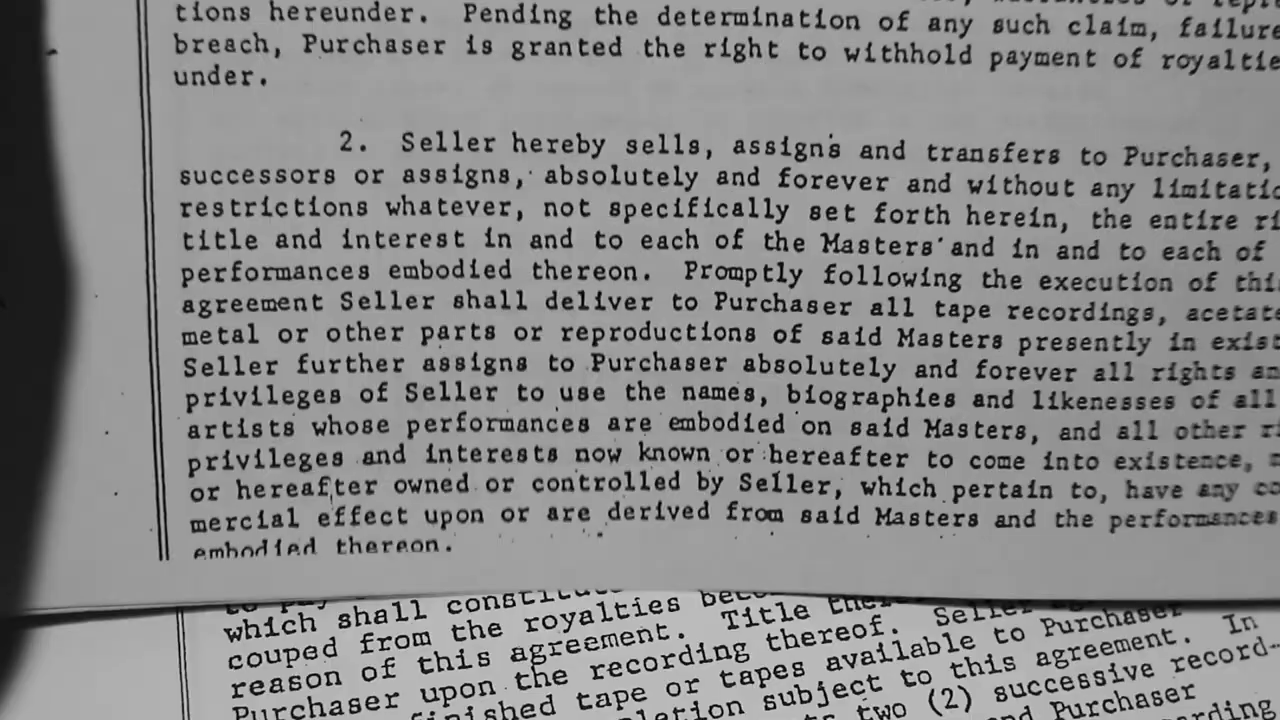 tions hereunder. Pending the determination of any such claim, failure
breach, Purchaser is granted the right to withhold payment of royaltie
under.
2. Seller hereby sells, assigns and transfers to Purchaser,
successors or assigns, absolutely and forever and without any limitatio
restrictions whatever, not specifically set forth herein, the entire ri
title and interest in and to each of the Masters and in and to each of
performances embodied thereon. Promptly following the execution of thi
agreement Seller shall deliver to Purchaser all tape recordings, acetate
metal or other parts or reproductions of said Masters presently in exist
Seller further assigns to Purchaser absolutely and forever all rights an
privileges of Seller to use the names, biographies and likenesses of all
artists whose performances are embodied on said Masters, and all other ri
privileges and interests now known or hereafter to come into existence,
or hereafter owned or controlled by Seller, which pertain to, have any co
mercial effect upon or are derived from said Masters and the performances
embodied thereon.
which shall constitu
couped from the royalties bec
reason of this agreement. Title Seller
Purchaser upon the recording thereof.
finished tape or tapes available to Purchaser
letion subject to this agreement. In
two (2) successive record-
nd Purchaser
rding